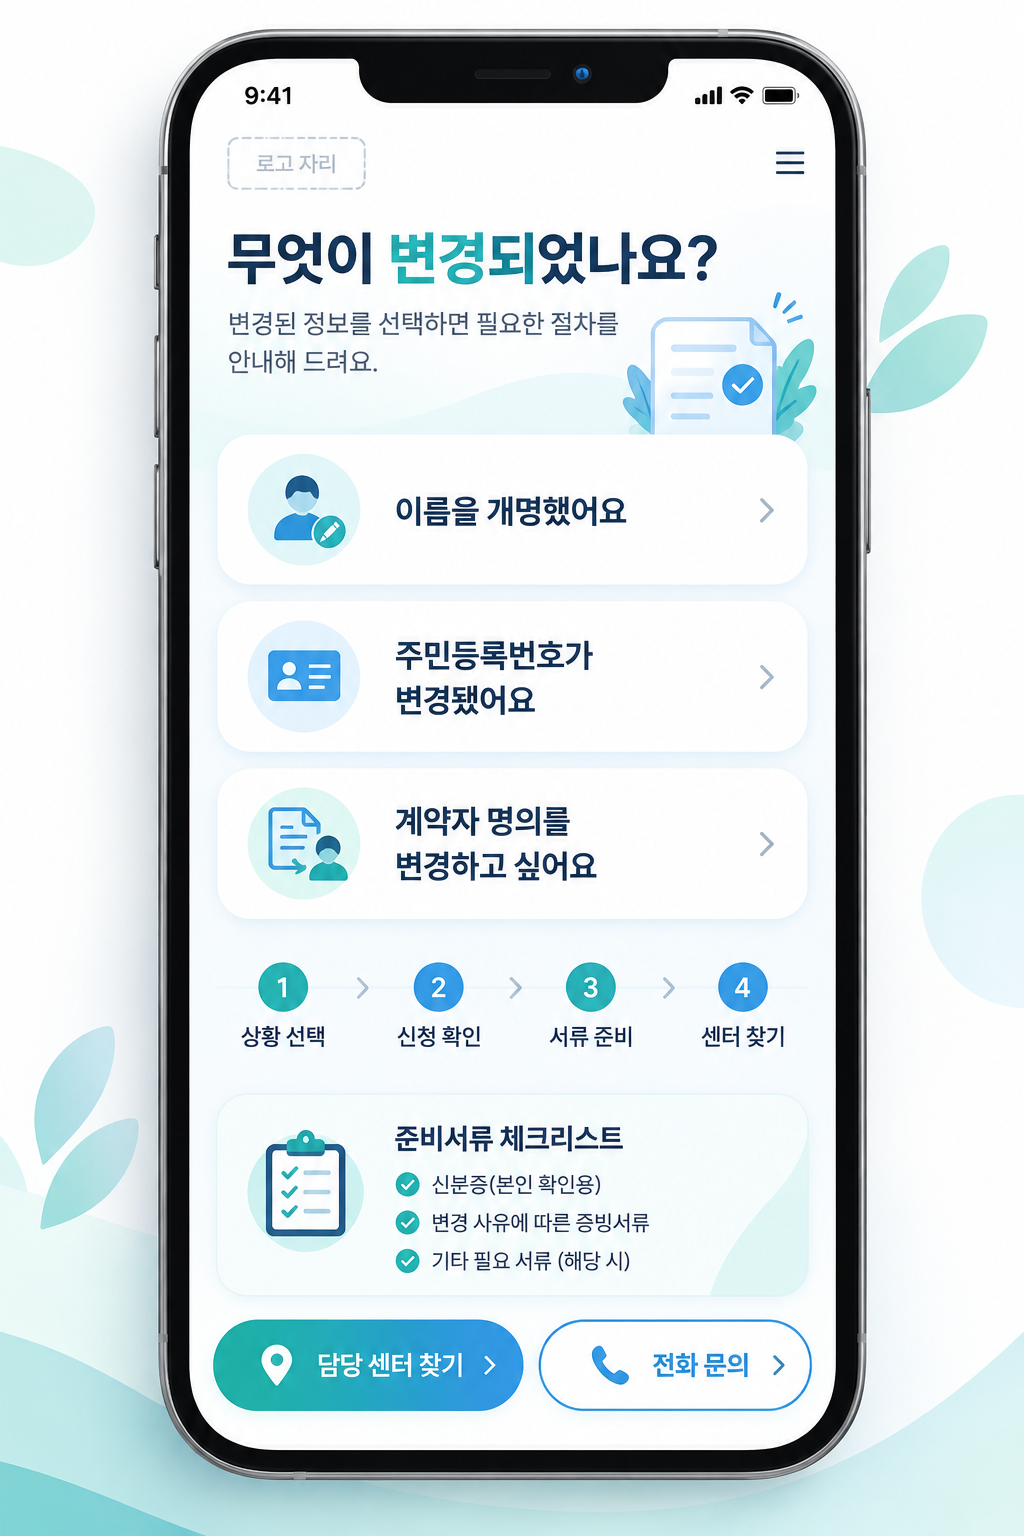 9:41
로고 자리
무엇이 변경되었나요?
변경된 정보를 선택하면 필요한 절차를
안내해 드려요.
이름을 개명했어요
주민등록번호가
변경됐어요
계약자 명의를
변경하고 싶어요
1 2 3 4
상황 선택 신청 확인 서류 준비 센터 찾기
준비서류 체크리스트
신분증(본인 확인용)
변경 사유에 따른 증빙서류
기타 필요 서류 (해당 시)
담당 센터 찾기 전화 문의